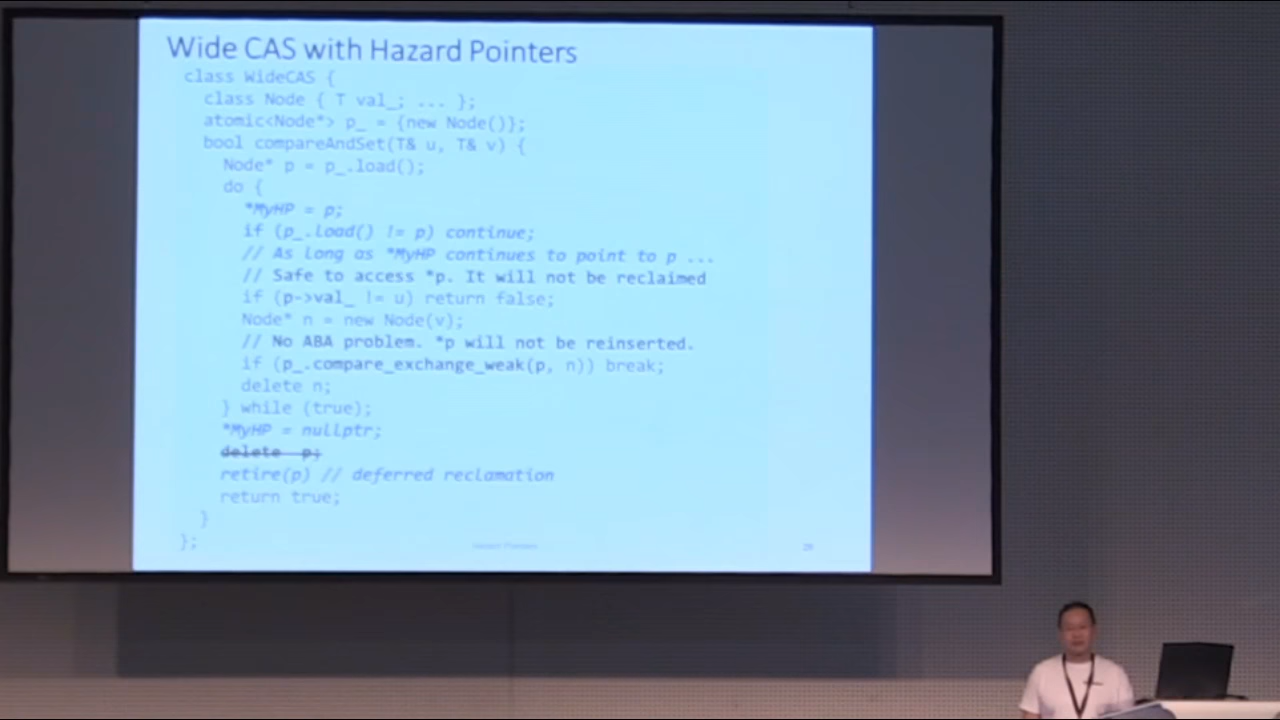 Wide CAS with Hazard Pointers
class WideCAS {
class Node { T val_; ... };
atomic<Node*> p_ = {new Node()};
bool compareAndSet(T& u, T& v) {
Node* p = p_.load();
do {
*MyHP = p;
if (p_.load() != p) continue;
// As long as *MyHP continues to point to p ...
// Safe to access *p. It will not be reclaimed
if (p->val_ != u) return false;
Node* n = new Node(v);
// No ABA problem. *p will not be reinserted.
if (p_.compare_exchange_weak(p, n)) break;
delete n;
} while (true);
*MyHP = nullptr;
delete p;
retire(p) // deferred reclamation
return true;
}
};
Hazard Pointers